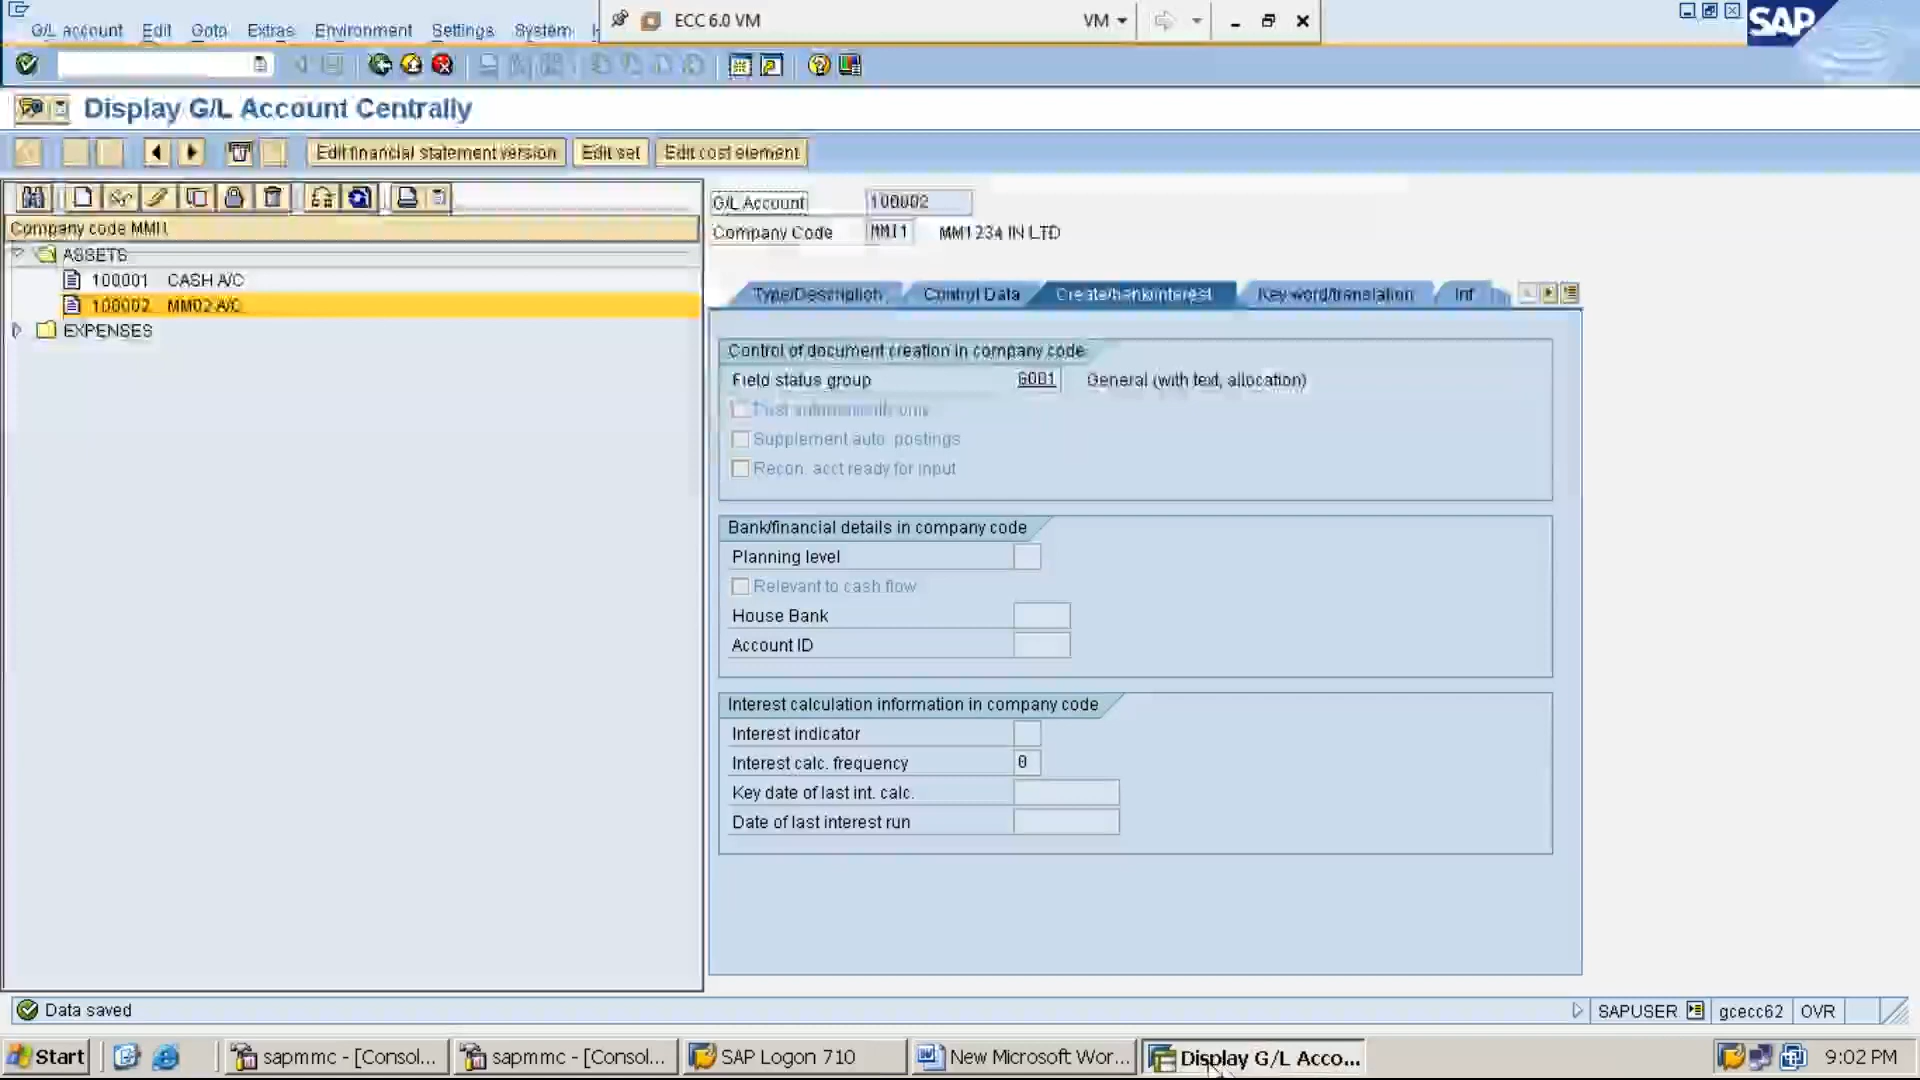 ECC 6.0 VM
VM
G/L account Edit Goto Extras Environment Settings System
SAP
Display G/L Account Centrally
Edit financial statement version Edit set Edit cost element
Company code MMI1
ASSETS
100001 CASH A/C
100002 MM02 A/C
EXPENSES
G/L Account 100002
Company Code MMI1 MM1234 IN LTD
Type/Description Control Data Create/bank/interest Key word/translation Inf
Control of document creation in company code
Field status group G001 General (with text, allocation)
Post automatically only
Supplement auto. postings
Recon. acct ready for input
Bank/financial details in company code
Planning level
Relevant to cash flow
House Bank
Account ID
Interest calculation information in company code
Interest indicator
Interest calc. frequency 0
Key date of last int. calc.
Date of last interest run
Data saved
SAPUSER gcecc62 OVR
Start sapmmc - [Consol... sapmmc - [Consol... SAP Logon 710 New Microsoft Wor... Display G/L Acco... 9:02 PM